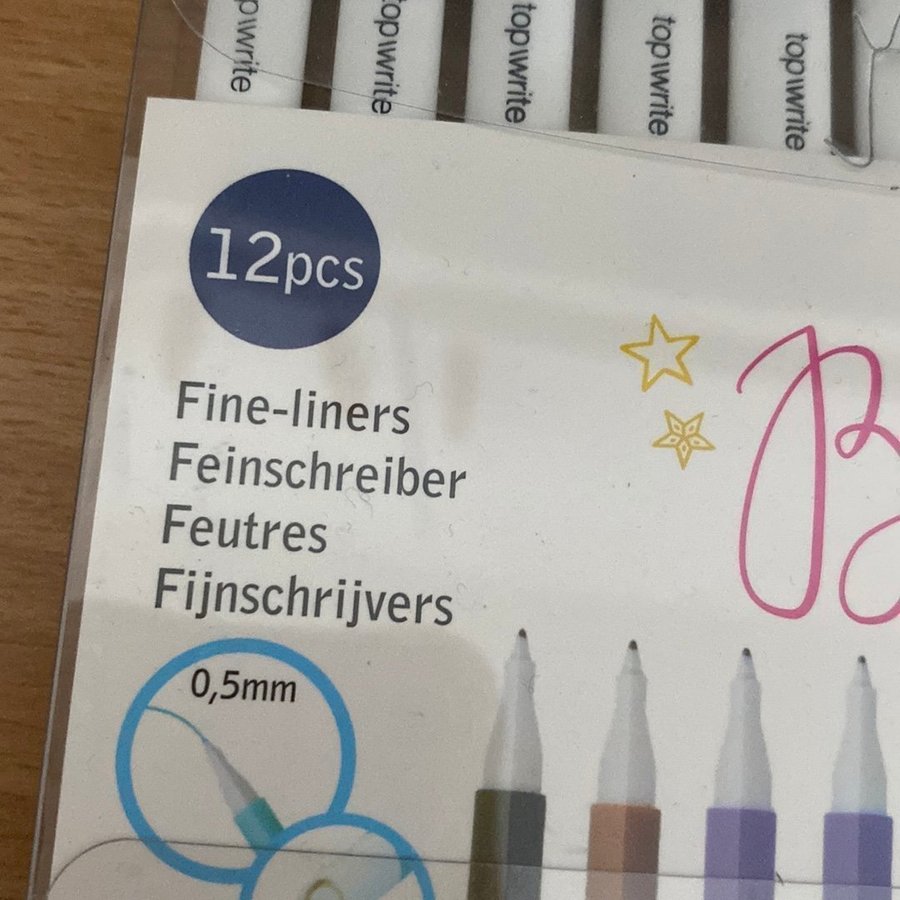 topwrite
topwrite
topwrite
topwrite
topwrite
12pcs
Fine-liners
Feinschreiber
Feutres
Fijnschrijvers
0,5mm
B